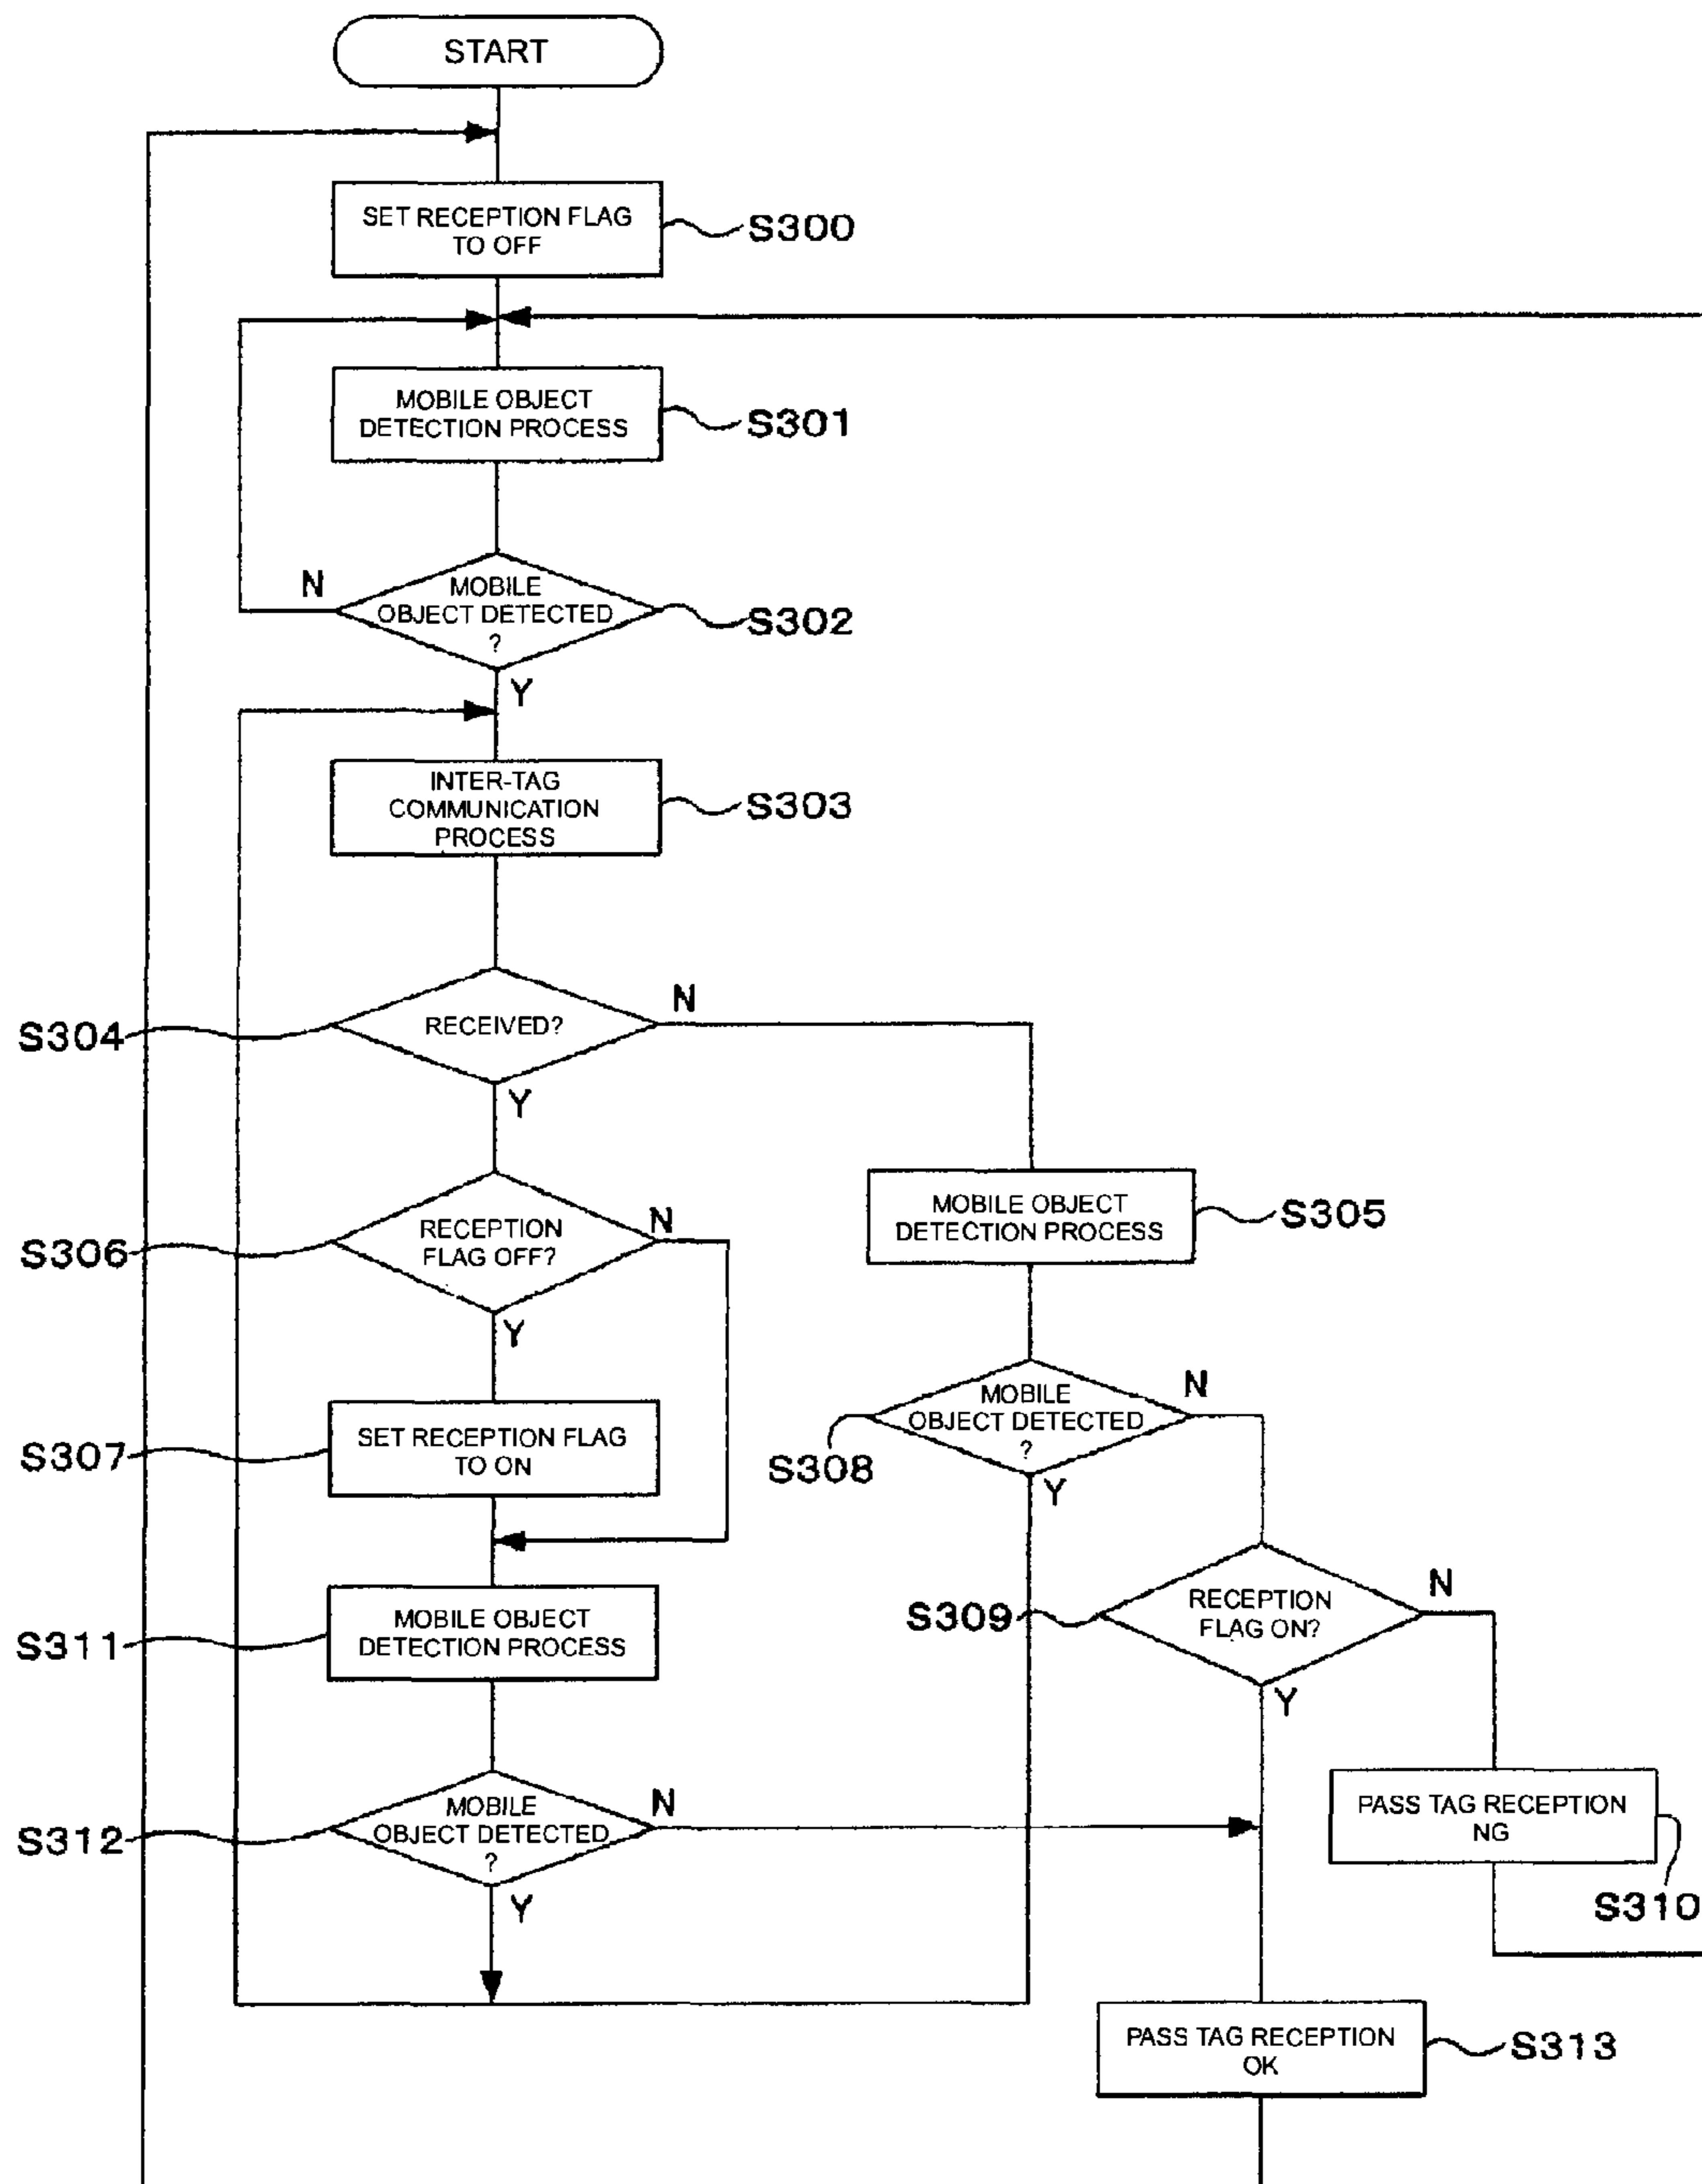 START
SET RECEPTION FLAG
TO OFF
S300
MOBILE OBJECT
DETECTION PROCESS
S301
N
MOBILE
OBJECT DETECTED
?
S302
Y
INTER-TAG
COMMUNICATION
PROCESS
S303
S304
RECEIVED?
N
Y
MOBILE OBJECT
DETECTION PROCESS
S305
S306
RECEPTION
FLAG OFF?
N
Y
MOBILE
OBJECT DETECTED
?
N
S308
Y
S307
SET RECEPTION FLAG
TO ON
S309
RECEPTION
FLAG ON?
N
Y
S311
MOBILE OBJECT
DETECTION PROCESS
S312
MOBILE
OBJECT DETECTED
?
N
Y
PASS TAG RECEPTION
NG
S310
PASS TAG RECEPTION
OK
S313